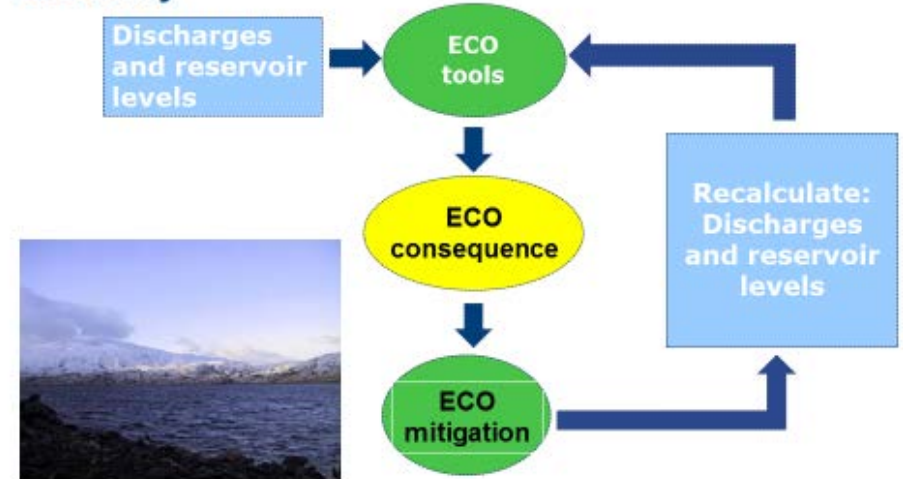 Discharges
and reservoir
levels
ECO
tools
ECO
consequence
Recalculate:
Discharges
and reservoir
levels
ECO
mitigation